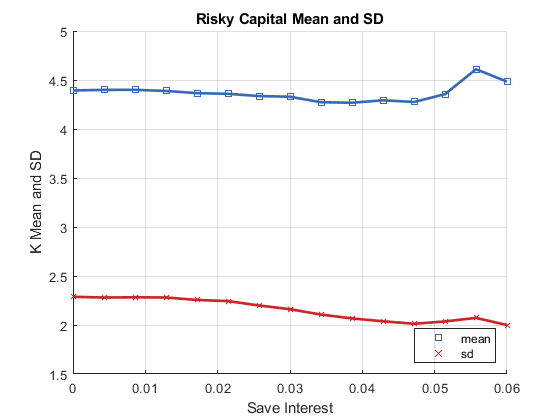 Risky Capital Mean and SD
5
4.5
4
3.5
3
2.5
2
1.5
K Mean and SD
mean
sd
0 0.01 0.02 0.03 0.04 0.05 0.06
Save Interest